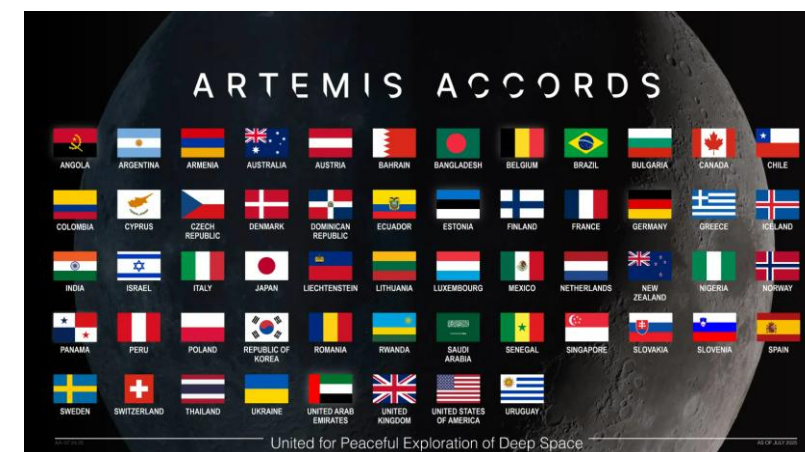 ARTEMIS ACCORDS
ANGOLA ARGENTINA ARMENIA AUSTRALIA AUSTRIA BAHRAIN BANGLADESH BELGIUM BRAZIL BULGARIA CANADA CHILE
COLOMBIA CYPRUS CZECH REPUBLIC DENMARK DOMINICAN REPUBLIC ECUADOR ESTONIA FINLAND FRANCE GERMANY GREECE ICELAND
INDIA ISRAEL ITALY JAPAN LIECHTENSTEIN LITHUANIA LUXEMBOURG MEXICO NETHERLANDS NEW ZEALAND NIGERIA NORWAY
PANAMA PERU POLAND REPUBLIC OF KOREA ROMANIA RWANDA SAUDI ARABIA SENEGAL SINGAPORE SLOVAKIA SLOVENIA SPAIN
SWEDEN SWITZERLAND THAILAND UKRAINE UNITED ARAB EMIRATES UNITED KINGDOM UNITED STATES OF AMERICA URUGUAY
United for Peaceful Exploration of Deep Space
AS OF JULY 2025